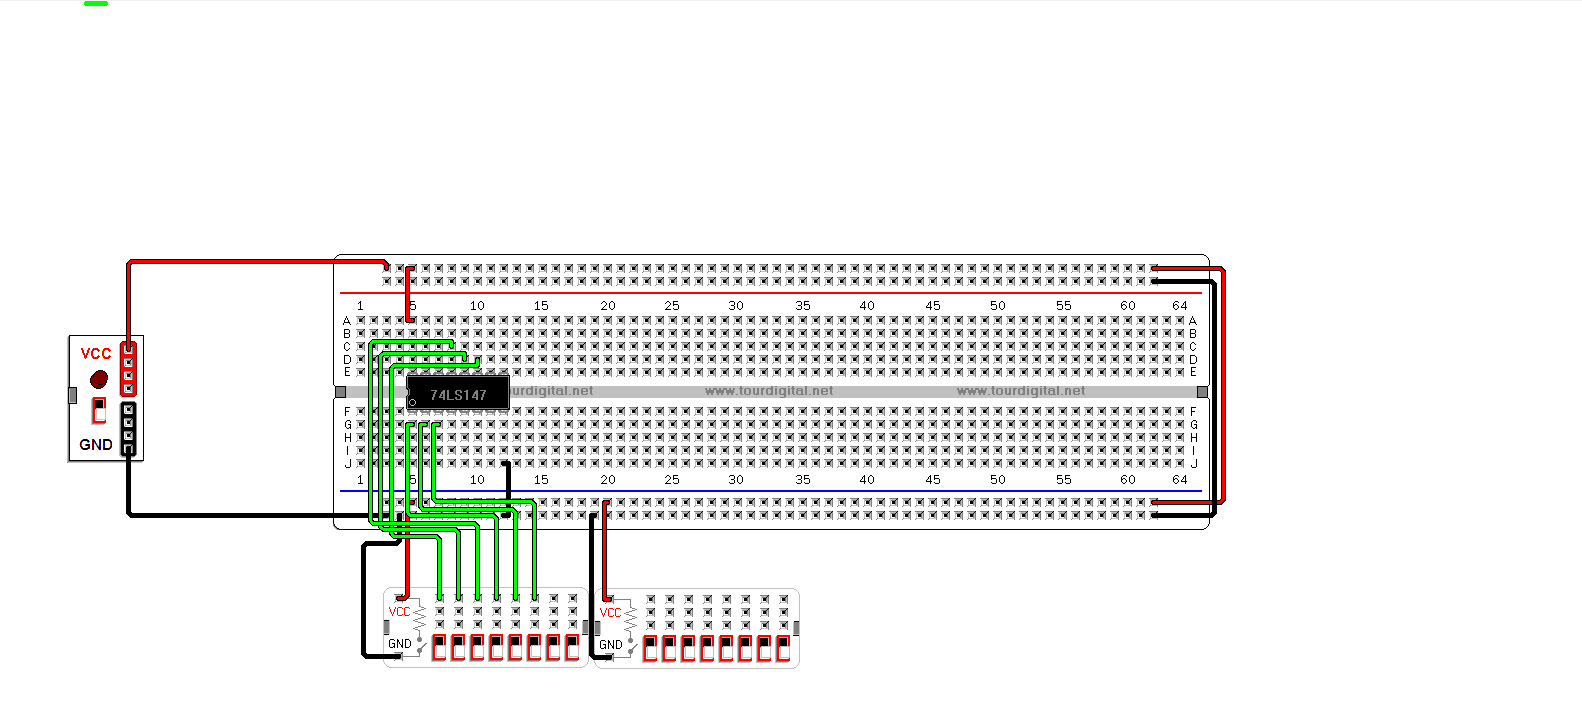 1 5 10 15 20 25 30 35 40 45 50 55 60 64
A A
B B
VCC C C
D D
E E
74LS147 ourdigital.net www.tourdigital.net www.tourdigital.net
F F
G G
H H
GND I I
J J
1 5 10 15 20 25 30 35 40 45 50 55 60 64
VCC VCC
GND GND